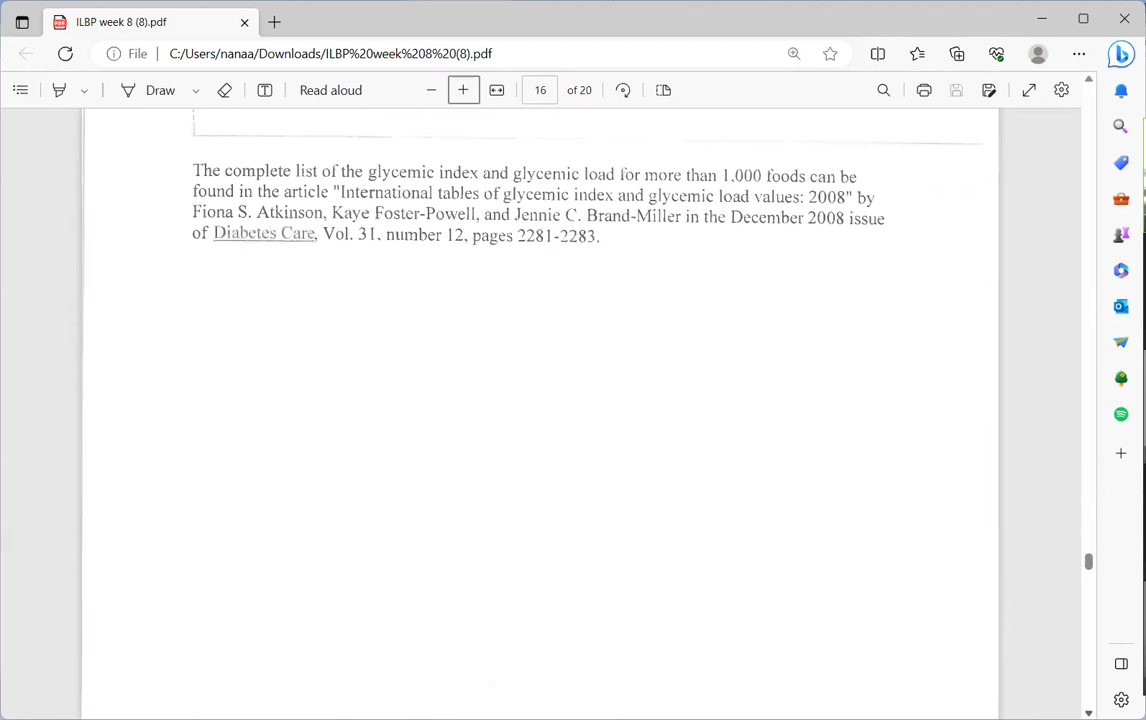 ILBP week 8 (8).pdf
File
C:/Users/nanaa/Downloads/ILBP%20week%208%20(8).pdf
Draw
Read aloud
16
of 20
The complete list of the glycemic index and glycemic load for more than 1,000 foods can be
found in the article "International tables of glycemic index and glycemic load values: 2008" by
Fiona S. Atkinson, Kaye Foster-Powell, and Jennie C. Brand-Miller in the December 2008 issue
of Diabetes Care, Vol. 31, number 12, pages 2281-2283.